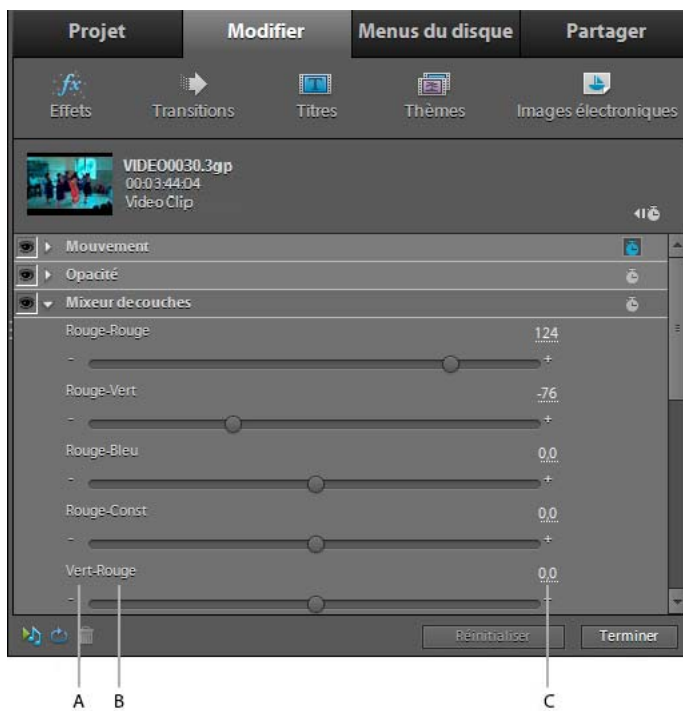 Projet Modifier Menus du disque Partager
fx
Effets Transitions Titres Thèmes Images électroniques
T
VIDEO0030.3gp
00:03:44:04
Video Clip
Mouvement
Opacité
Mixeur de couches
Rouge-Rouge 124
- +
Rouge-Vert -76
- +
Rouge-Bleu 0,0
- +
Rouge-Const 0,0
- +
Vert-Rouge 0,0
- +
Réinitialiser Terminer
A B C